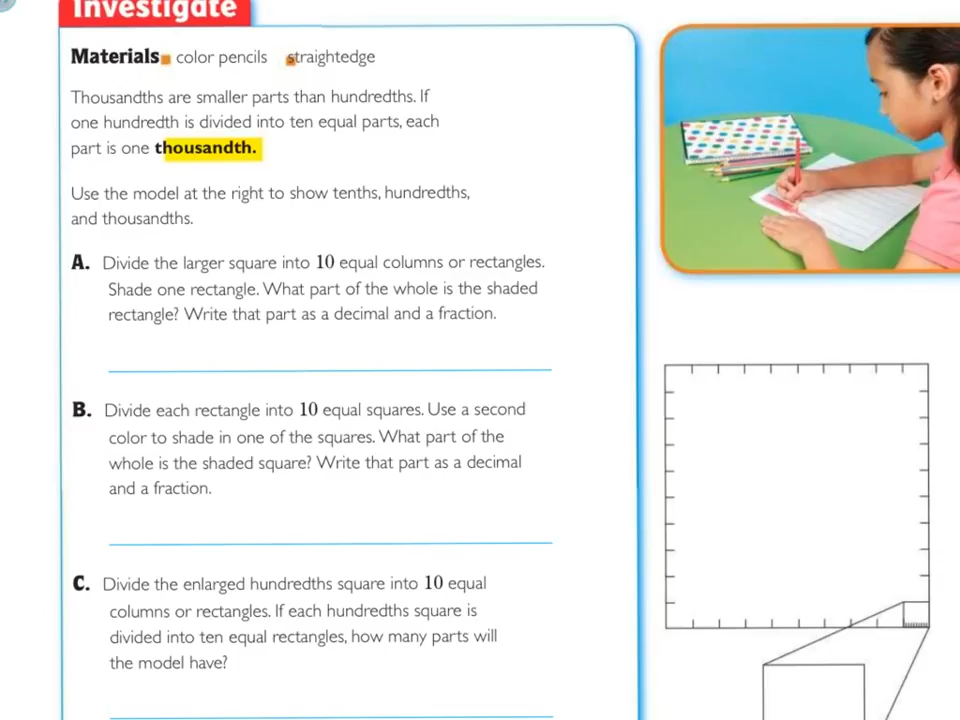 Investigate
Materials color pencils straightedge
Thousandths are smaller parts than hundredths. If
one hundredth is divided into ten equal parts, each
part is one thousandth.
Use the model at the right to show tenths, hundredths,
and thousandths.
A. Divide the larger square into 10 equal columns or rectangles.
Shade one rectangle. What part of the whole is the shaded
rectangle? Write that part as a decimal and a fraction.
B. Divide each rectangle into 10 equal squares. Use a second
color to shade in one of the squares. What part of the
whole is the shaded square? Write that part as a decimal
and a fraction.
C. Divide the enlarged hundredths square into 10 equal
columns or rectangles. If each hundredths square is
divided into ten equal rectangles, how many parts will
the model have?